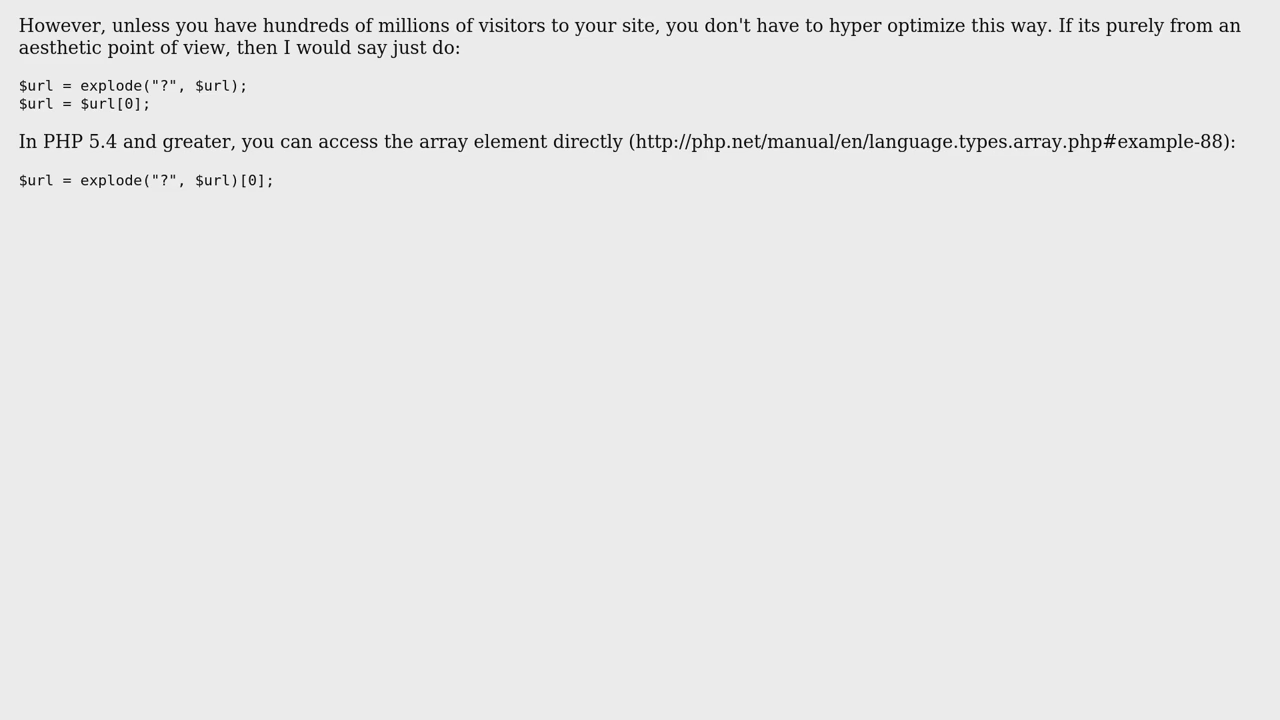 However, unless you have hundreds of millions of visitors to your site, you don't have to hyper optimize this way. If its purely from an
aesthetic point of view, then I would say just do:
$url = explode("?", $url);
$url = $url[0];
In PHP 5.4 and greater, you can access the array element directly (http://php.net/manual/en/language.types.array.php#example-88):
$url = explode("?", $url)[0];